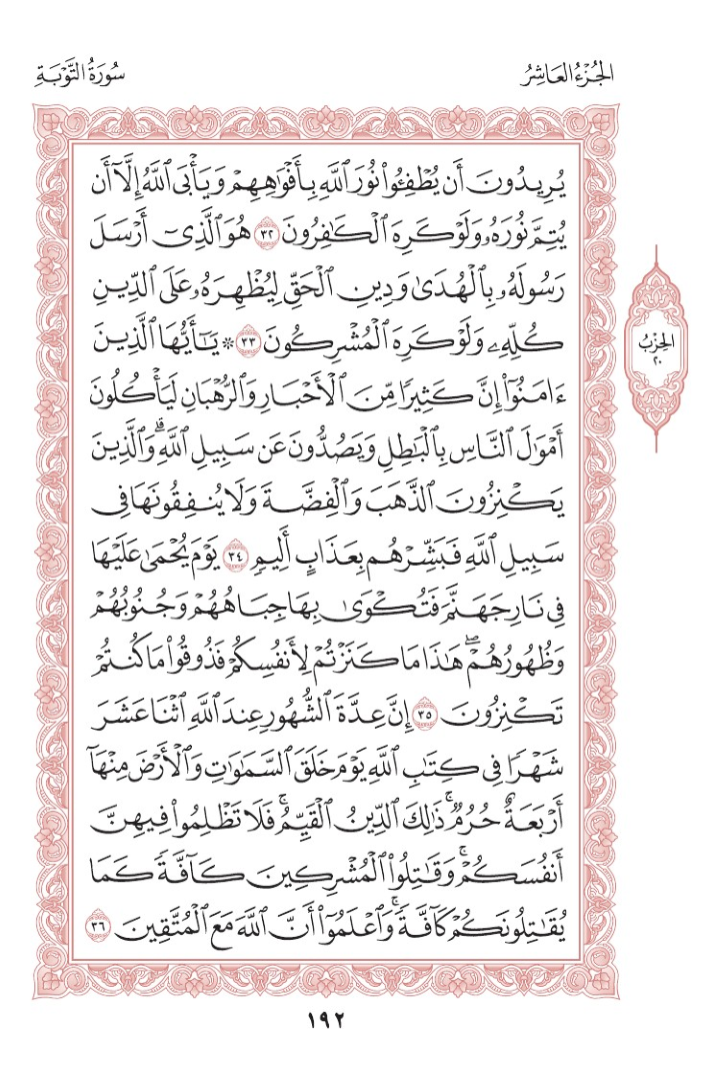 الجُزْءُ العَاشِرُ
سُورَةُ التَّوْبَةِ
يُرِيدُونَ أَن يُطْفِـُٔوا۟ نُورَ ٱللَّهِ بِأَفْوَٰهِهِمْ وَيَأْبَى ٱللَّهُ إِلَّآ أَن
يُتِمَّ نُورَهُۥ وَلَوْ كَرِهَ ٱلْكَٰفِرُونَ ٣٢ هُوَ ٱلَّذِىٓ أَرْسَلَ
رَسُولَهُۥ بِٱلْهُدَىٰ وَدِينِ ٱلْحَقِّ لِيُظْهِرَهُۥ عَلَى ٱلدِّينِ
كُلِّهِۦ وَلَوْ كَرِهَ ٱلْمُشْرِكُونَ ٣٣ * يَٰٓأَيُّهَا ٱلَّذِينَ
ءَامَنُوٓا۟ إِنَّ كَثِيرًا مِّنَ ٱلْأَحْبَارِ وَٱلرُّهْبَانِ لَيَأْكُلُونَ
أَمْوَٰلَ ٱلنَّاسِ بِٱلْبَٰطِلِ وَيَصُدُّونَ عَن سَبِيلِ ٱللَّهِ ۗ وَٱلَّذِينَ
يَكْنِزُونَ ٱلذَّهَبَ وَٱلْفِضَّةَ وَلَا يُنفِقُونَهَا فِى
سَبِيلِ ٱللَّهِ فَبَشِّرْهُم بِعَذَابٍ أَلِيمٍ ٣٤ يَوْمَ يُحْمَىٰ عَلَيْهَا
فِى نَارِ جَهَنَّمَ فَتُكْوَىٰ بِهَا جِبَاهُهُمْ وَجُنُوبُهُمْ
وَظُهُورُهُمْ ۖ هَٰذَا مَا كَنَزْتُمْ لِأَنفُسِكُمْ فَذُوقُوا۟ مَا كُنتُمْ
تَكْنِزُونَ ٣٥ إِنَّ عِدَّةَ ٱلشُّهُورِ عِندَ ٱللَّهِ ٱثْنَا عَشَرَ
شَهْرًا فِى كِتَٰبِ ٱللَّهِ يَوْمَ خَلَقَ ٱلسَّمَٰوَٰتِ وَٱلْأَرْضَ مِنْهَآ
أَرْبَعَةٌ حُرُمٌ ۚ ذَٰلِكَ ٱلدِّينُ ٱلْقَيِّمُ ۚ فَلَا تَظْلِمُوا۟ فِيهِنَّ
أَنفُسَكُمْ ۚ وَقَٰتِلُوا۟ ٱلْمُشْرِكِينَ كَآفَّةً كَمَا
يُقَٰتِلُونَكُمْ كَآفَّةً ۚ وَٱعْلَمُوٓا۟ أَنَّ ٱللَّهَ مَعَ ٱلْمُتَّقِينَ ٣٦
الحِزْبُ
٢٠
١٩٢